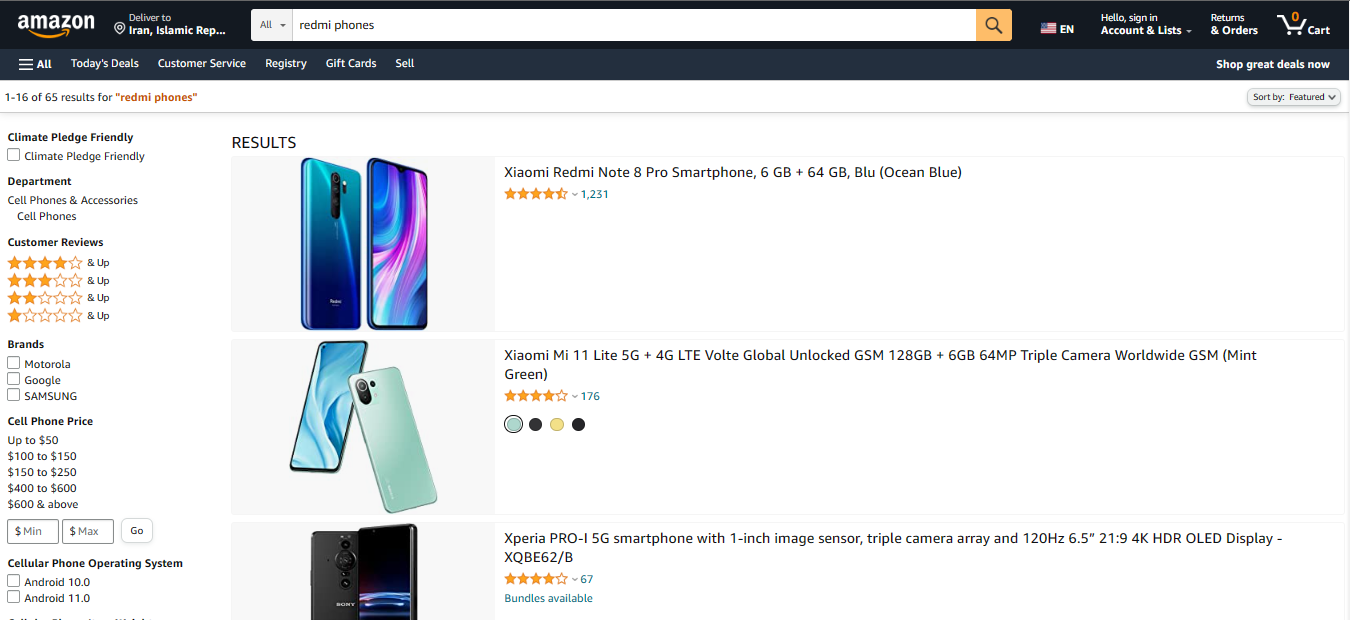 amazon
Deliver to
Iran, Islamic Rep...
All
redmi phones
EN
Hello, sign in
Account & Lists
Returns
& Orders
0
Cart
All
Today's Deals
Customer Service
Registry
Gift Cards
Sell
Shop great deals now
1-16 of 65 results for "redmi phones"
Sort by: Featured
Climate Pledge Friendly
Climate Pledge Friendly
Department
Cell Phones & Accessories
Cell Phones
Customer Reviews
& Up
& Up
& Up
& Up
Brands
Motorola
Google
SAMSUNG
Cell Phone Price
Up to $50
$100 to $150
$150 to $250
$400 to $600
$600 & above
$ Min
$ Max
Go
Cellular Phone Operating System
Android 10.0
Android 11.0
RESULTS
Redmi
Xiaomi Redmi Note 8 Pro Smartphone, 6 GB + 64 GB, Blu (Ocean Blue)
1,231
Xiaomi Mi 11 Lite 5G + 4G LTE Volte Global Unlocked GSM 128GB + 6GB 64MP Triple Camera Worldwide GSM (Mint
Green)
176
SONY
Xperia PRO-I 5G smartphone with 1-inch image sensor, triple camera array and 120Hz 6.5” 21:9 4K HDR OLED Display -
XQBE62/B
67
Bundles available